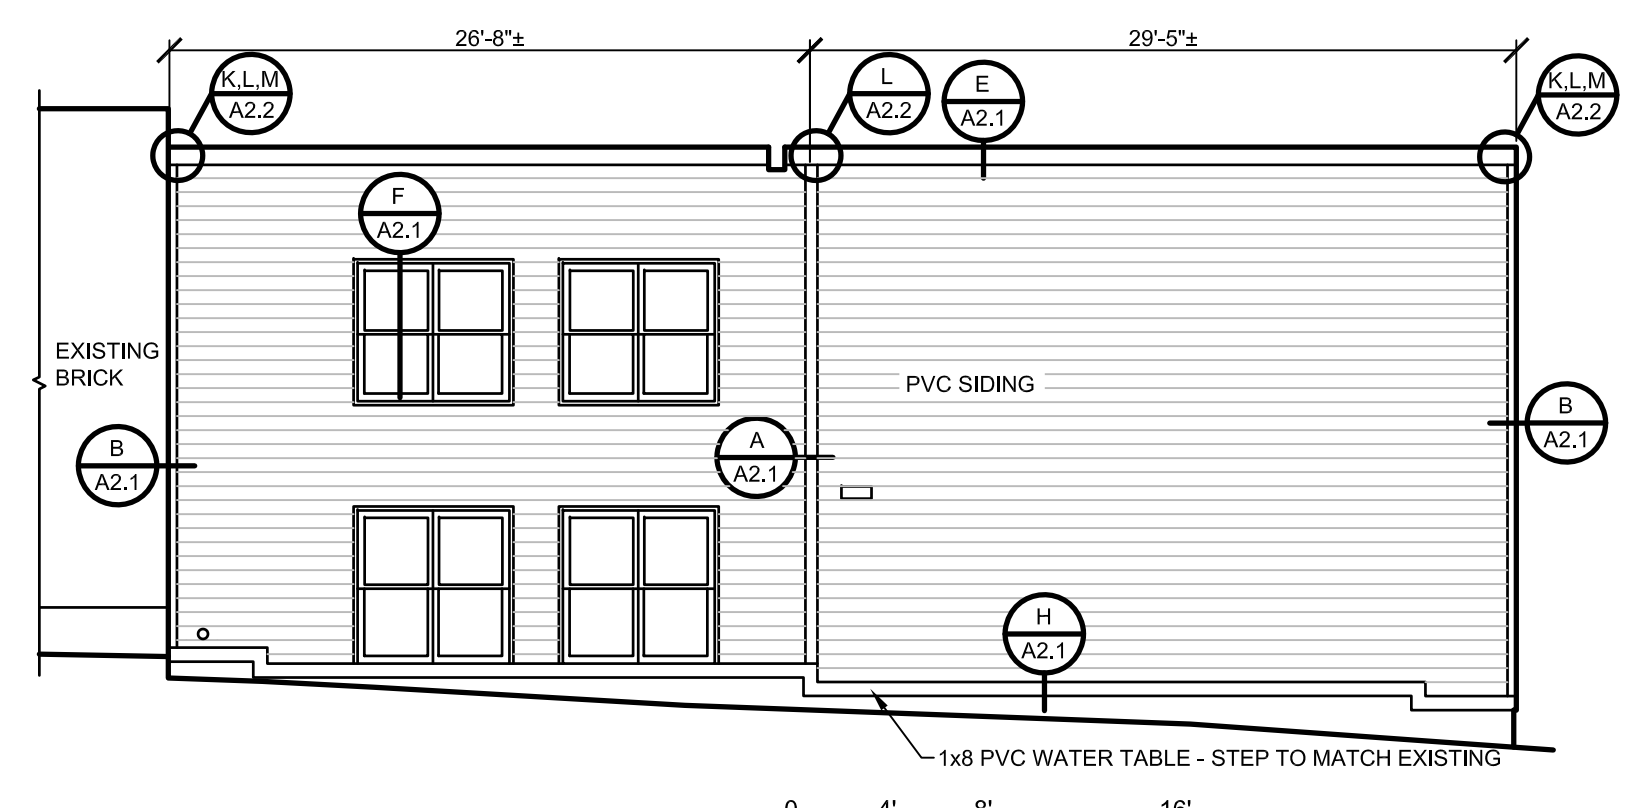 26'-8"±
29'-5"±
K,L,M
A2.2
L
A2.2
E
A2.1
K,L,M
A2.2
F
A2.1
EXISTING
BRICK
PVC SIDING
B
A2.1
A
A2.1
B
A2.1
H
A2.1
1x8 PVC WATER TABLE - STEP TO MATCH EXISTING
0 4' 8' 16'